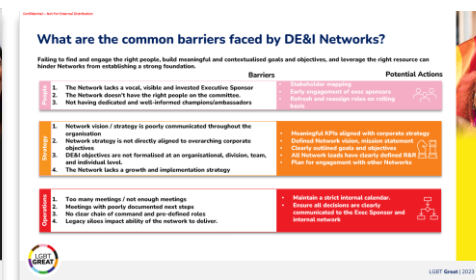 Confidential – Not For External Distribution
What are the common barriers faced by DE&I Networks?
Failing to find and engage the right people, build meaningful and contextualised goals and objectives, and leverage the right resource can
hinder Networks from establishing a strong foundation.
Barriers
Potential Actions
People
1. The Network lacks a vocal, visible and invested Executive Sponsor
2. The Network doesn't have the right people on the committee.
3. Not having dedicated and well-informed champions/ambassadors
• Stakeholder mapping
• Early engagement of exec sponsors
• Refresh and reassign roles on rolling
basis
Strategy
1. Network vision / strategy is poorly communicated throughout the
organisation
2. Network strategy is not directly aligned to overarching corporate
objectives
3. DE&I objectives are not formalised at an organisational, division, team,
and individual level.
4. The Network lacks a growth and implementation strategy
• Meaningful KPIs aligned with corporate strategy
• Defined Network vision, mission statement
• Clearly outlined goals and objectives
• All Network leads have clearly defined R&R
• Plan for engagement with other Networks
Operations
1. Too many meetings / not enough meetings
2. Meetings with poorly documented next steps
3. No clear chain of command and pre-defined roles
4. Legacy siloes impact ability of the network to deliver.
• Maintain a strict internal calendar.
• Ensure all decisions are clearly
communicated to the Exec Sponsor and
internal network
LGBT
GREAT
LGBT Great | 2023